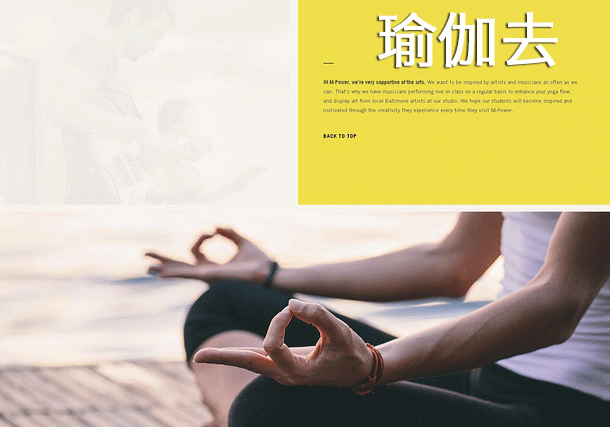 瑜伽去
At M Power, we're very supportive of the arts. We want to be inspired by artists and musicians as often as we
can. That's why we have musicians performing live in class on a regular basis to enhance your yoga flow,
and display art from local Baltimore artists at our studio. We hope our students will become inspired and
motivated through the creativity they experience every time they visit M-Power.
BACK TO TOP